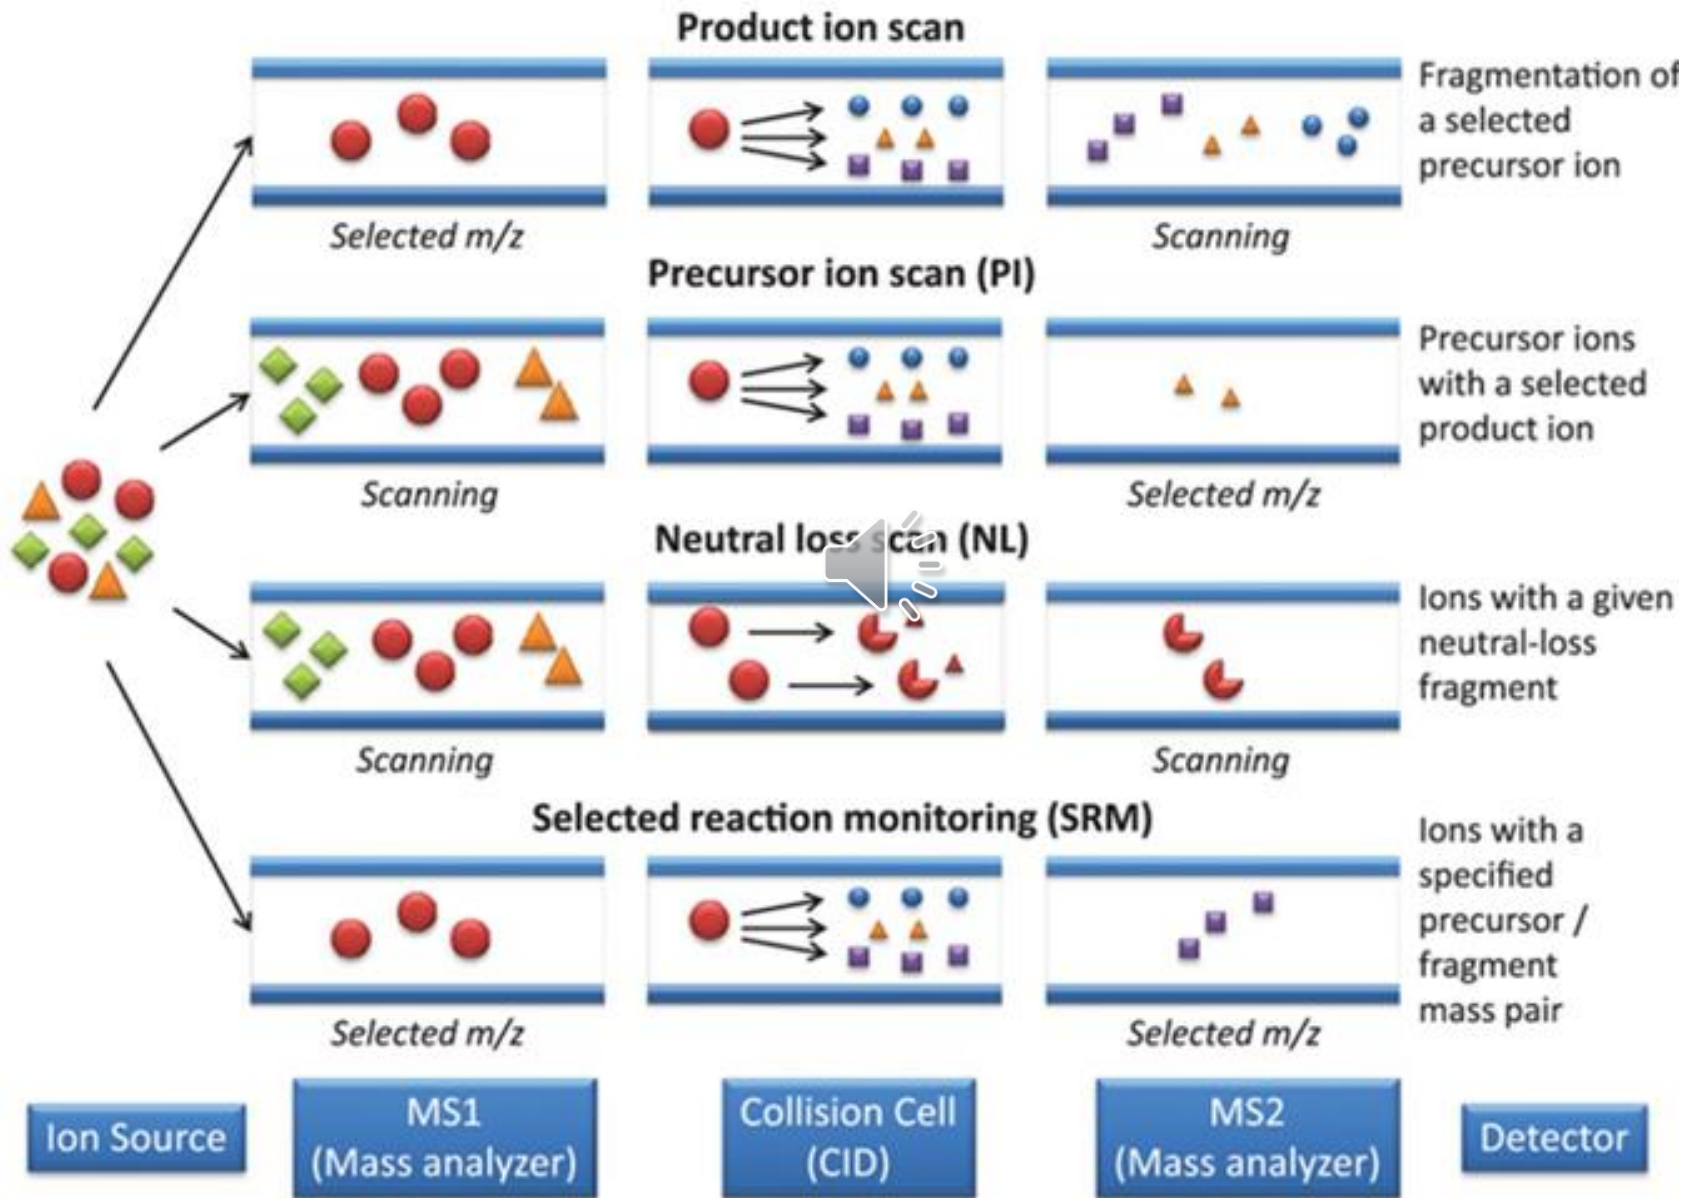 Product ion scan
Fragmentation of
a selected
precursor ion
Selected m/z
Scanning
Precursor ion scan (PI)
Precursor ions
with a selected
product ion
Scanning
Selected m/z
Neutral loss scan (NL)
Ions with a given
neutral-loss
fragment
Scanning
Scanning
Selected reaction monitoring (SRM)
Ions with a
specified
precursor /
fragment
mass pair
Selected m/z
Selected m/z
Ion Source
MS1
(Mass analyzer)
Collision Cell
(CID)
MS2
(Mass analyzer)
Detector